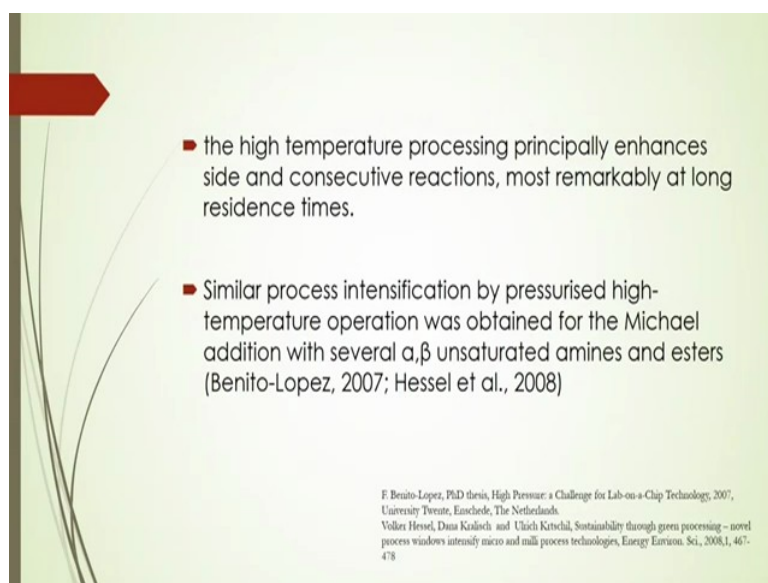 the high temperature processing principally enhances
side and consecutive reactions, most remarkably at long
residence times.
Similar process intensification by pressurised high-
temperature operation was obtained for the Michael
addition with several α,β unsaturated amines and esters
(Benito-Lopez, 2007; Hessel et al., 2008)
F. Benito-Lopez, PhD thesis, High Pressure: a Challenge for Lab-on-a-Chip Technology, 2007,
University Twente, Enschede, The Netherlands.
Volker Hessel, Dana Kralisch and Ulrich Krtschil, Sustainability through green processing – novel
process windows intensify micro and milli process technologies, Energy Environ. Sci., 2008,1, 467-
478